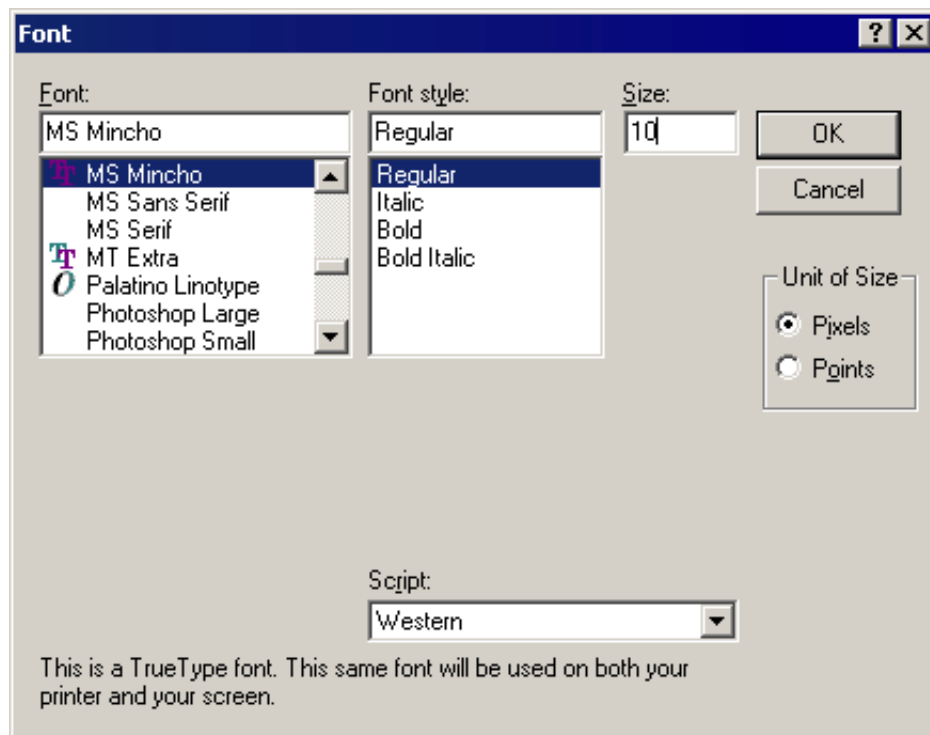 Font
Font:
MS Mincho
MS Mincho
MS Sans Serif
MS Serif
MT Extra
Palatino Linotype
Photoshop Large
Photoshop Small
Font style:
Regular
Regular
Italic
Bold
Bold Italic
Size:
10
OK
Cancel
Unit of Size
Pixels
Points
Script:
Western
This is a TrueType font. This same font will be used on both your
printer and your screen.